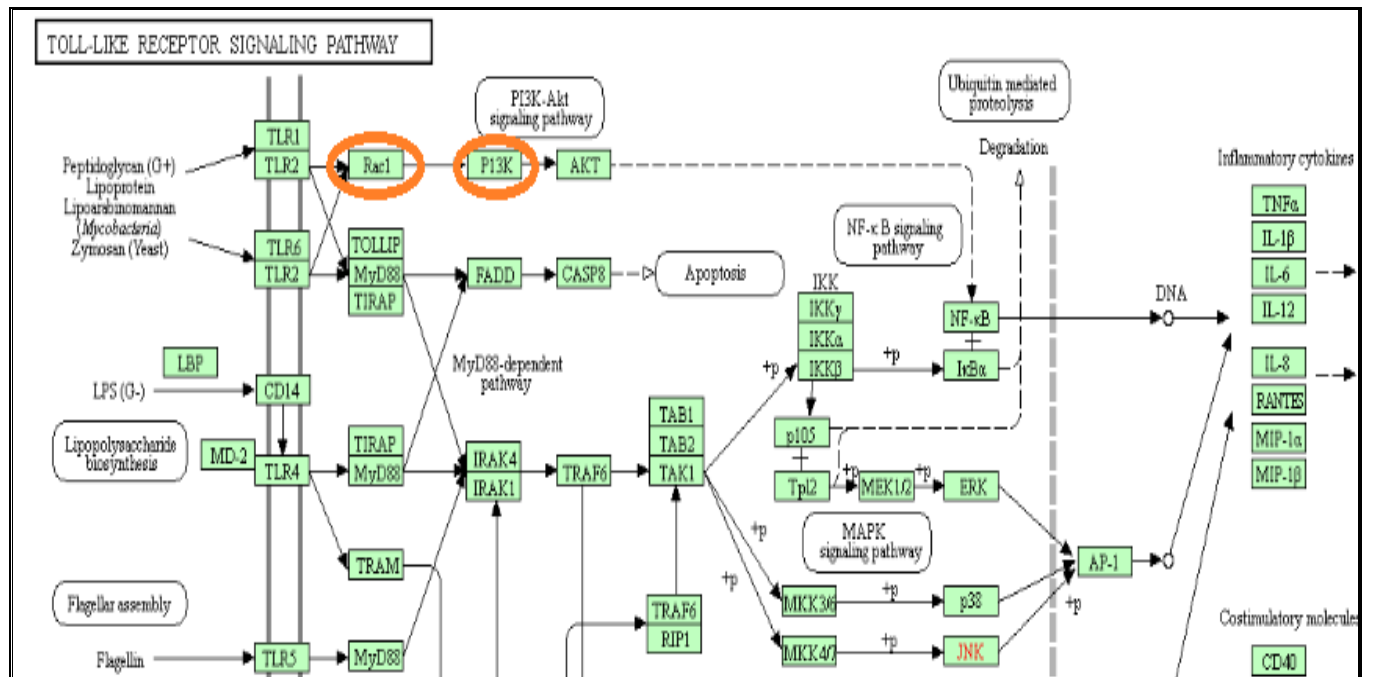 TOLL-LIKE RECEPTOR SIGNALING PATHWAY
PI3K-Akt
signaling pathway
Ubiquitin mediated
proteolysis
Degradation
TLR1
TLR2
Rac1
P13K
AKT
Peptidoglycan (G+)
Lipoprotein
Lipoarabinomannan
(Mycobacteria)
Zymosan (Yeast)
Inflammatory cytokines
TNFα
IL-1β
IL-6
IL-12
IL-8
RANTES
MIP-1α
MIP-1β
TLR6
TLR2
TOLLIP
MyD88
TIRAP
FADD
CASP8
Apoptosis
NF-κB signaling
pathway
IKK
IKKγ
IKKα
IKKβ
NF-κB
DNA
+p
+p
IκBα
LBP
LPS (G-)
CD14
MyD88-dependent
pathway
Lipopolysaccharide
biosynthesis
MD-2
TLR4
TIRAP
MyD88
IRAK4
IRAK1
TRAF6
TAB1
TAB2
TAK1
p105
Tpl2
+p
MEK1/2
+p
ERK
MAPK
signaling pathway
+p
+p
TRAM
AP-1
Flagellar assembly
TRAF6
RIP1
MKK3/6
+p
p38
+p
Costimulatory molecules
Flagellin
TLR5
MyD88
MKK4/7
+p
JNK
CD40